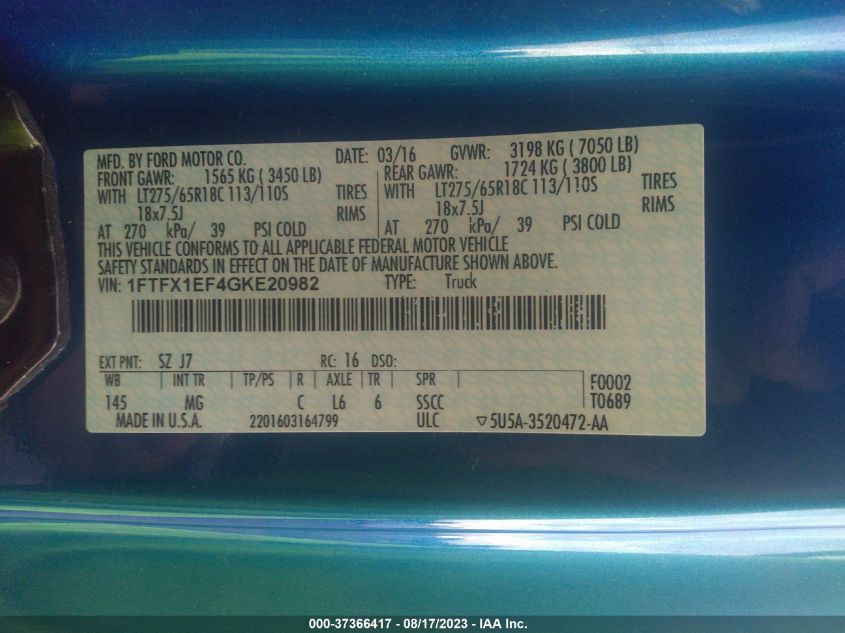 MFD. BY FORD MOTOR CO. DATE: 03/16 GVWR: 3198 KG ( 7050 LB)
FRONT GAWR: 1565 KG ( 3450 LB) REAR GAWR: 1724 KG ( 3800 LB)
WITH LT275/65R18C 113/110S TIRES WITH LT275/65R18C 113/110S TIRES
18x7.5J RIMS 18x7.5J RIMS
AT 270 kPa/ 39 PSI COLD AT 270 kPa/ 39 PSI COLD
THIS VEHICLE CONFORMS TO ALL APPLICABLE FEDERAL MOTOR VEHICLE
SAFETY STANDARDS IN EFFECT ON THE DATE OF MANUFACTURE SHOWN ABOVE.
VIN: 1FTFX1EF4GKE20982 TYPE: Truck
EXT PNT: SZ J7 RC: 16 DSO:
WB INT TR TP/PS R AXLE TR SPR F0002
145 MG C L6 6 SSCC T0689
MADE IN U.S.A. 2201603164799 ULC ▽5U5A-3520472-AA
000-37366417 - 08/17/2023 - IAA Inc.